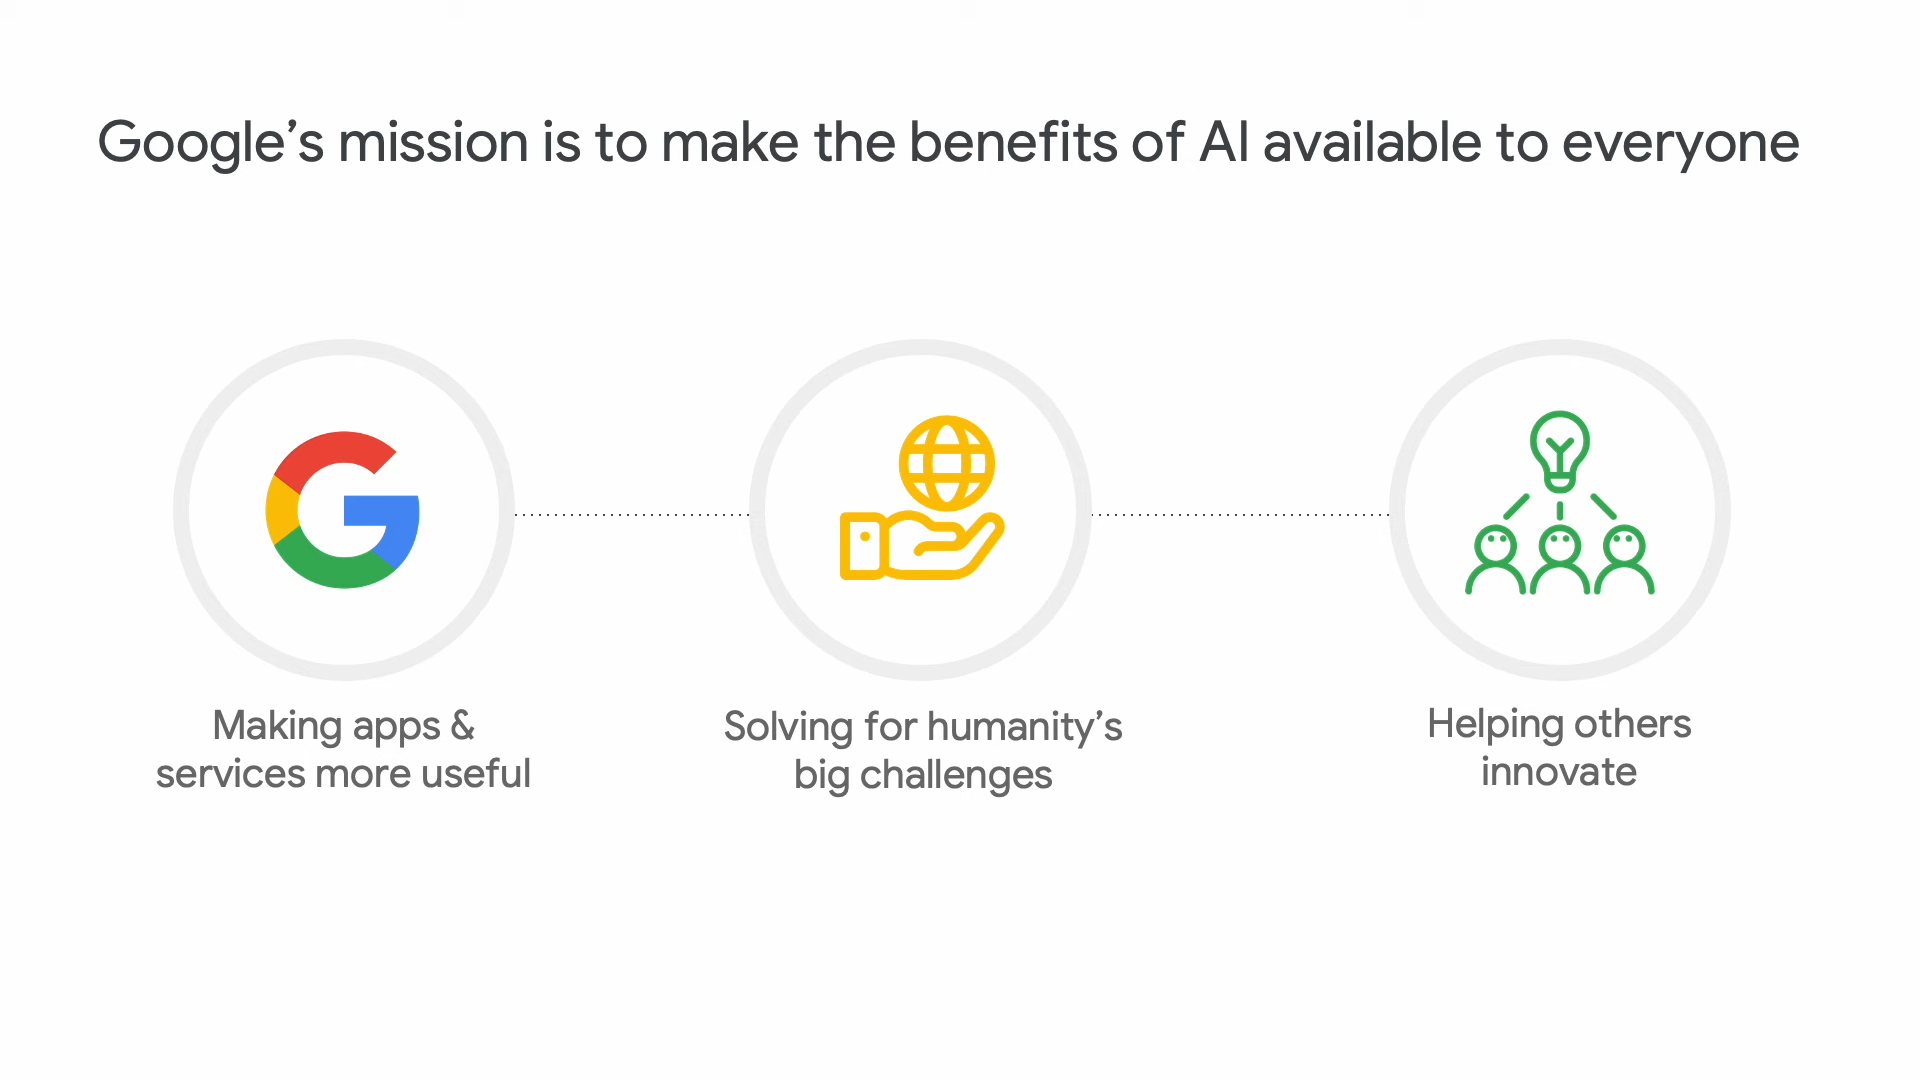 Google’s mission is to make the benefits of AI available to everyone
Making apps &
services more useful
Solving for humanity’s
big challenges
Helping others
innovate